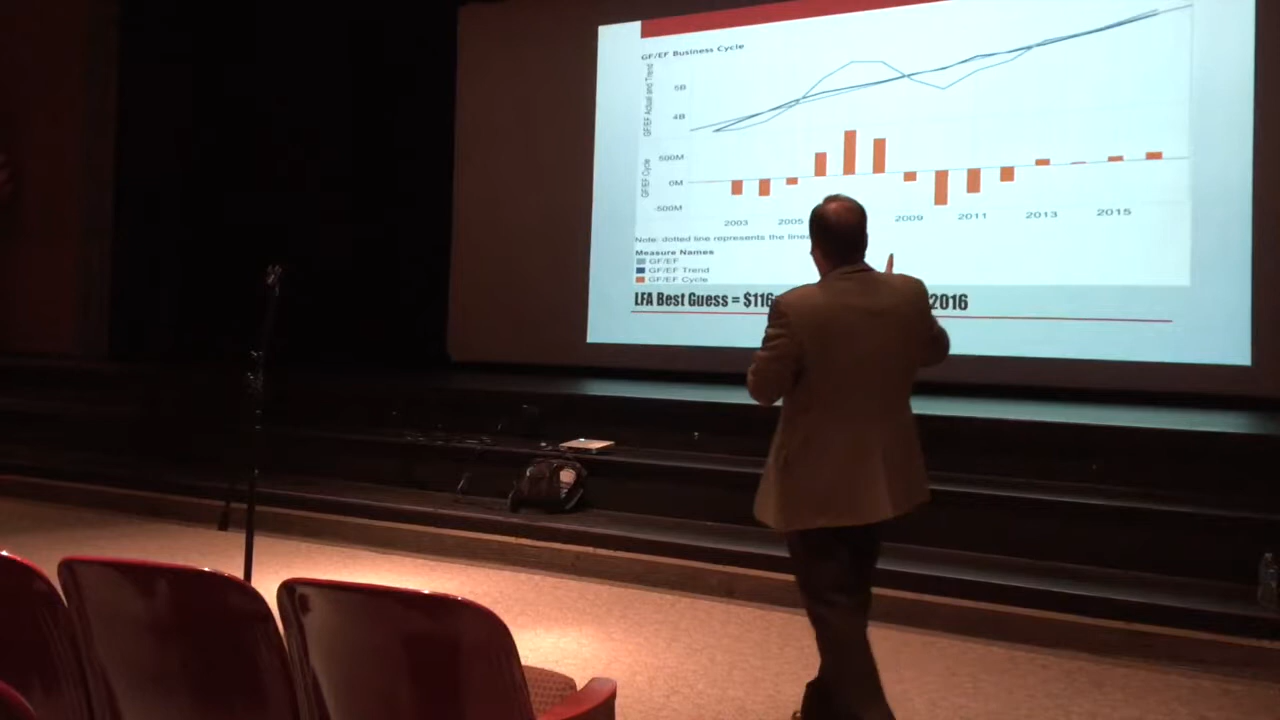 GF/EF Business Cycle
GF/EF Actual and Trend
5B
4B
GF/EF Cycle
500M
0M
-500M
2003 2005 2009 2011 2013 2015
Note: dotted line represents the linea
Measure Names
GF/EF
GF/EF Trend
GF/EF Cycle
LFA Best Guess = $116 2016